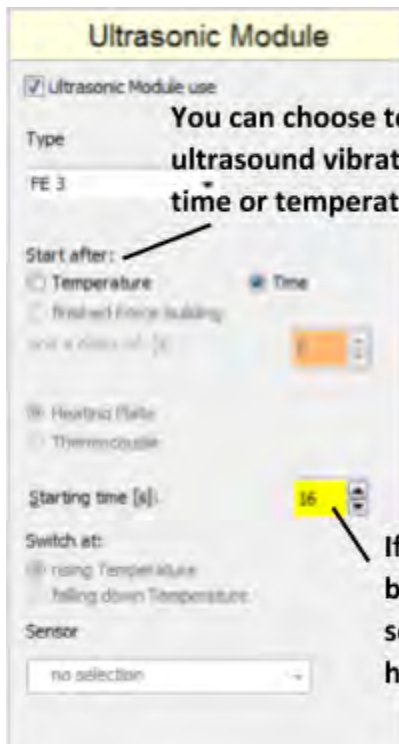 Ultrasonic Module
Ultrasonic Module use
You can choose to
Type
ultrasound vibrat
FE 3
time or temperat
Start after:
Temperature Time
finished Force building
Heating Plate
Thermocouple
Starting time [s]: 16
If
Switch at:
rising Temperature
b
falling down Temperature
s
Sensor
h
no selection